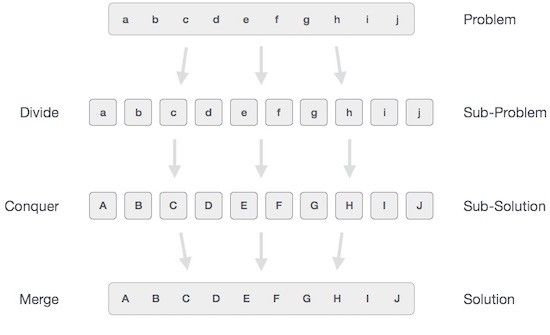 a b c d e f g h i j Problem
Divide a b c d e f g h i j Sub-Problem
Conquer A B C D E F G H I J Sub-Solution
Merge A B C D E F G H I J Solution